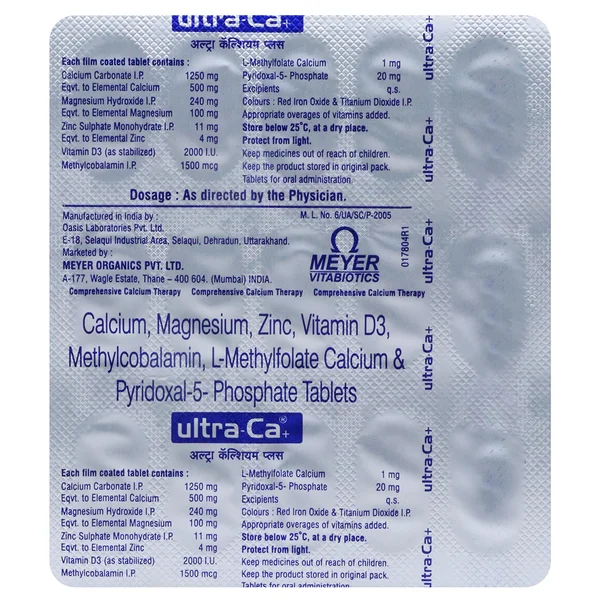 ultra-Ca+
अल्ट्रा कॅल्शियम प्लस
Each film coated tablet contains :
Calcium Carbonate I.P. 1250 mg
Eqvt. to Elemental Calcium 500 mg
Magnesium Hydroxide I.P. 240 mg
Eqvt. to Elemental Magnesium 100 mg
Zinc Sulphate Monohydrate I.P. 11 mg
Eqvt. to Elemental Zinc 4 mg
Vitamin D3 (as stabilized) 2000 I.U.
Methylcobalamin I.P. 1500 mcg
L-Methylfolate Calcium 1 mg
Pyridoxal-5- Phosphate 20 mg
Excipients q.s.
Colours : Red Iron Oxide & Titanium Dioxide I.P.
Appropriate overages of vitamins added.
Store below 25°C, at a dry place.
Protect from light.
Keep medicines out of reach of children.
Keep the product stored in original pack.
Tablets for oral administration.
Dosage : As directed by the Physician.
Manufactured in India by :
Oasis Laboratories Pvt. Ltd.
E-18, Selaqui Industrial Area, Selaqui, Dehradun, Uttarakhand.
Marketed by :
MEYER ORGANICS PVT. LTD.
A-177, Wagle Estate, Thane - 400 604. (Mumbai) INDIA.
M. L. No. 6/UA/SC/P-2005
MEYER
VITABIOTICS
017804R1
Comprehensive Calcium Therapy Comprehensive Calcium Therapy Comprehensive Calcium Therapy
Calcium, Magnesium, Zinc, Vitamin D3,
Methylcobalamin, L-Methylfolate Calcium &
Pyridoxal-5- Phosphate Tablets
ultra-Ca®+
अल्ट्रा कॅल्शियम प्लस
Each film coated tablet contains :
Calcium Carbonate I.P. 1250 mg
Eqvt. to Elemental Calcium 500 mg
Magnesium Hydroxide I.P. 240 mg
Eqvt. to Elemental Magnesium 100 mg
Zinc Sulphate Monohydrate I.P. 11 mg
Eqvt. to Elemental Zinc 4 mg
Vitamin D3 (as stabilized) 2000 I.U.
Methylcobalamin I.P. 1500 mcg
L-Methylfolate Calcium 1 mg
Pyridoxal-5- Phosphate 20 mg
Excipients q.s.
Colours : Red Iron Oxide & Titanium Dioxide I.P.
Appropriate overages of vitamins added.
Store below 25°C, at a dry place.
Protect from light.
Keep medicines out of reach of children.
Keep the product stored in original pack.
Tablets for oral administration.
ultra-Ca+
ultra-Ca+
ultra-Ca+
ultra-Ca+
ultra-Ca+
ultra-Ca+